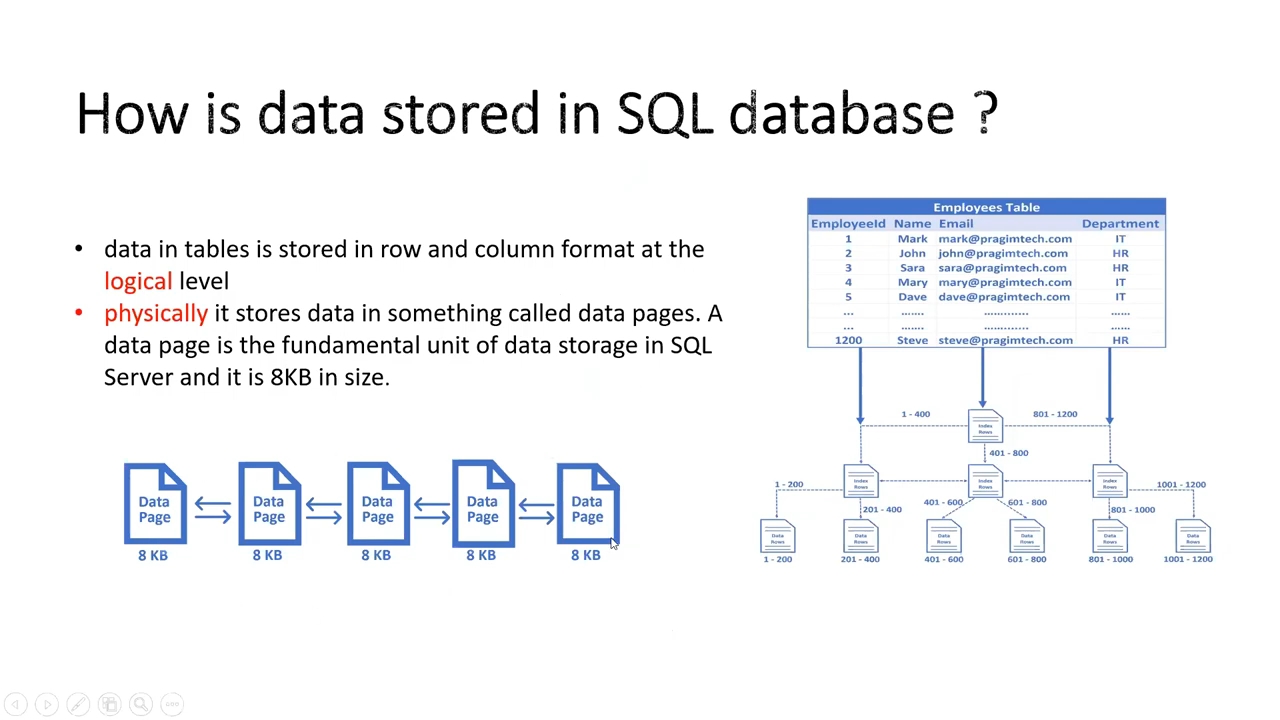 How is data stored in SQL database ?
• data in tables is stored in row and column format at the
logical level
• physically it stores data in something called data pages. A
data page is the fundamental unit of data storage in SQL
Server and it is 8KB in size.
Data Page
8 KB
Data Page
8 KB
Data Page
8 KB
Data Page
8 KB
Data Page
8 KB
Employees Table
EmployeeId Name Email Department
1 Mark mark@pragimtech.com IT
2 John john@pragimtech.com HR
3 Sara sara@pragimtech.com HR
4 Mary mary@pragimtech.com IT
5 Dave dave@pragimtech.com IT
... ....... ............. ......
... ....... ............. ......
1200 Steve steve@pragimtech.com HR
1 - 400
801 - 1200
Index Rows
401 - 800
Index Rows
Index Rows
Index Rows
1 - 200
201 - 400
401 - 600
601 - 800
801 - 1000
1001 - 1200
Data Rows
Data Rows
Data Rows
Data Rows
Data Rows
Data Rows
1 - 200
201 - 400
401 - 600
601 - 800
801 - 1000
1001 - 1200